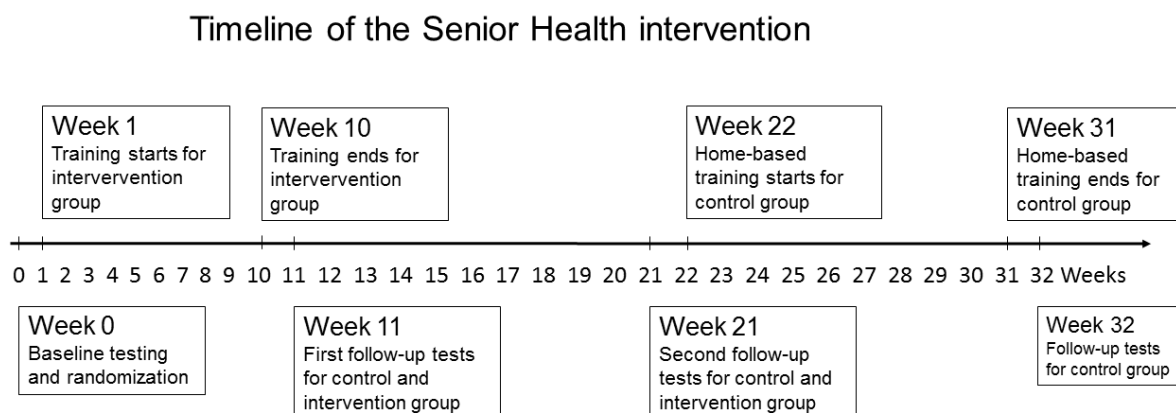 Timeline of the Senior Health intervention
Week 1
Training starts for
intervervention
group
Week 10
Training ends for
intervervention
group
Week 22
Home-based
training starts for
control group
Week 31
Home-based
training ends for
control group
0 1 2 3 4 5 6 7 8 9 10 11 12 13 14 15 16 17 18 19 20 21 22 23 24 25 26 27 28 29 30 31 32 Weeks
Week 0
Baseline testing
and randomization
Week 11
First follow-up tests
for control and
intervention group
Week 21
Second follow-up
tests for control and
intervention group
Week 32
Follow-up tests
for control group